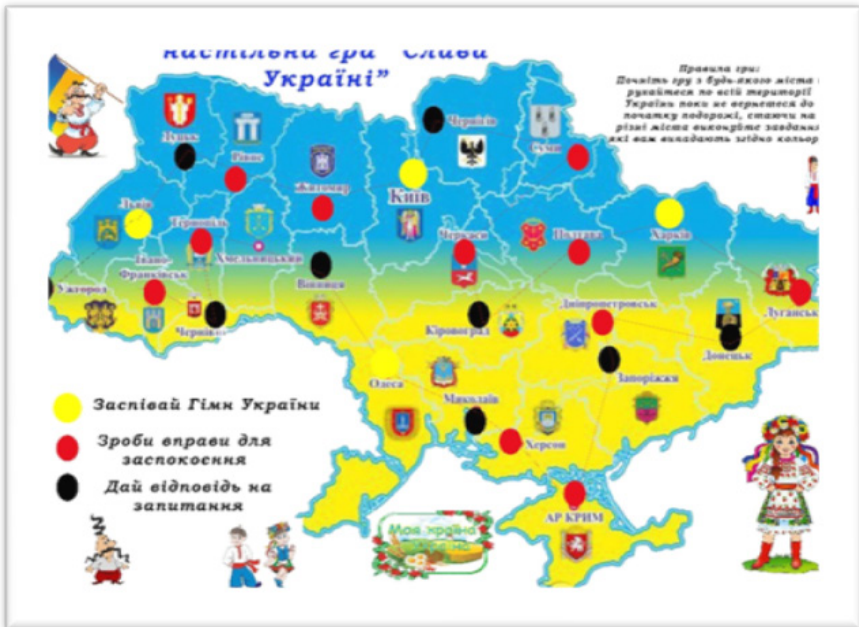 настільна гра "Слава
Україні"
Правила гри:
Почніть гру з будь-якого міста і
рухайтеся по всій території
України поки не вернетеся до
початку подорожі, стаючи на
різні міста виконуйте завдання
які вам випадають згідно кольор
Луцьк
Рівне
Житомир
Чернігів
Суми
Київ
Львів
Тернопіль
Хмельницький
Черкаси
Полтава
Харків
Івано-
Франківськ
Вінниця
Ужгород
Чернівці
Кіровоград
Дніпропетровськ
Луганськ
Донецьк
Запоріжжя
Одеса
Миколаїв
Херсон
АР КРИМ
Заспівай Гімн України
Зроби вправи для
заспокоєння
Дай відповідь на
запитання
Моя країна